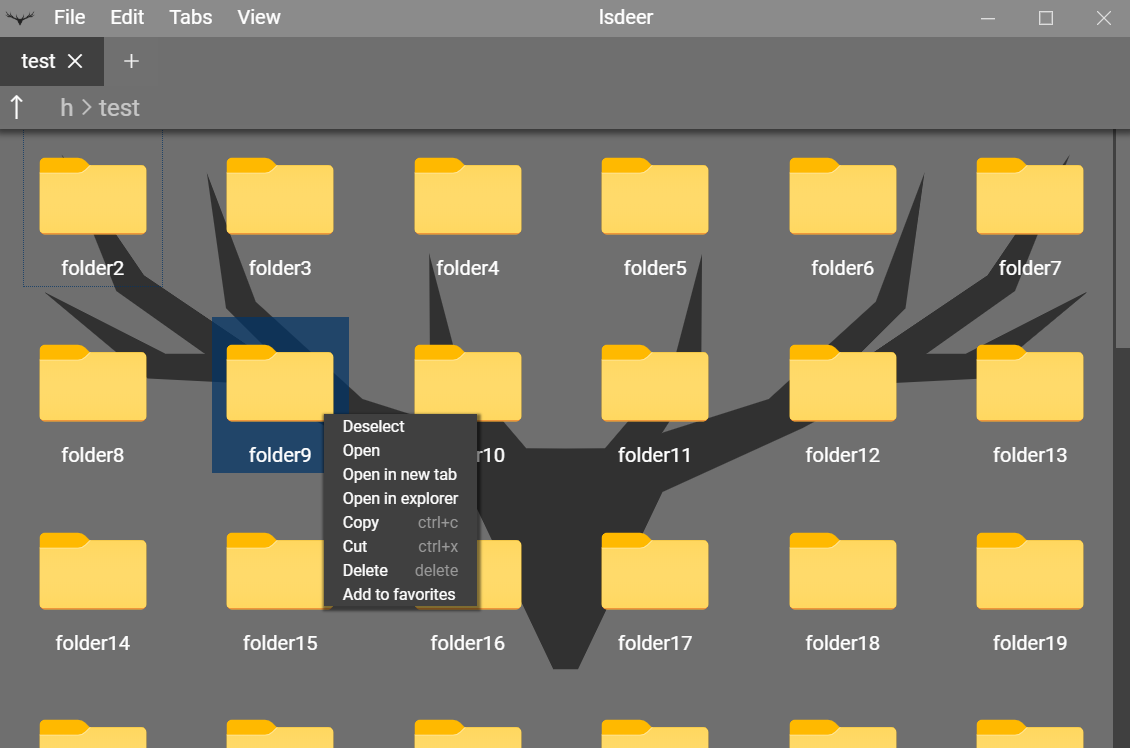 File Edit Tabs View lsdeer
test
h > test
folder2 folder3 folder4 folder5 folder6 folder7
folder8 folder9 r10 folder11 folder12 folder13
Deselect
Open
Open in new tab
Open in explorer
Copy ctrl+c
Cut ctrl+x
Delete delete
Add to favorites
folder14 folder15 folder16 folder17 folder18 folder19